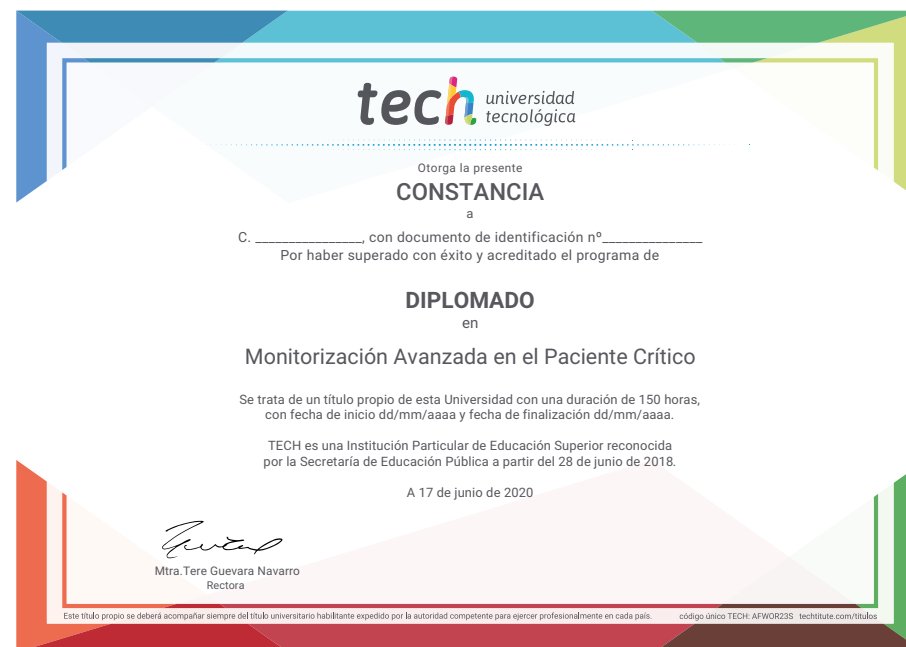 tech universidad
tecnológica
Otorga la presente
CONSTANCIA
a
C. ________________, con documento de identificación nº_______________
Por haber superado con éxito y acreditado el programa de
DIPLOMADO
en
Monitorización Avanzada en el Paciente Crítico
Se trata de un título propio de esta Universidad con una duración de 150 horas,
con fecha de inicio dd/mm/aaaa y fecha de finalización dd/mm/aaaa.
TECH es una Institución Particular de Educación Superior reconocida
por la Secretaría de Educación Pública a partir del 28 de junio de 2018.
A 17 de junio de 2020
Mtra.Tere Guevara Navarro
Rectora
Este título propio se deberá acompañar siempre del título universitario habilitante expedido por la autoridad competente para ejercer profesionalmente en cada país. código único TECH: AFWOR23S techtitute.com/titulos